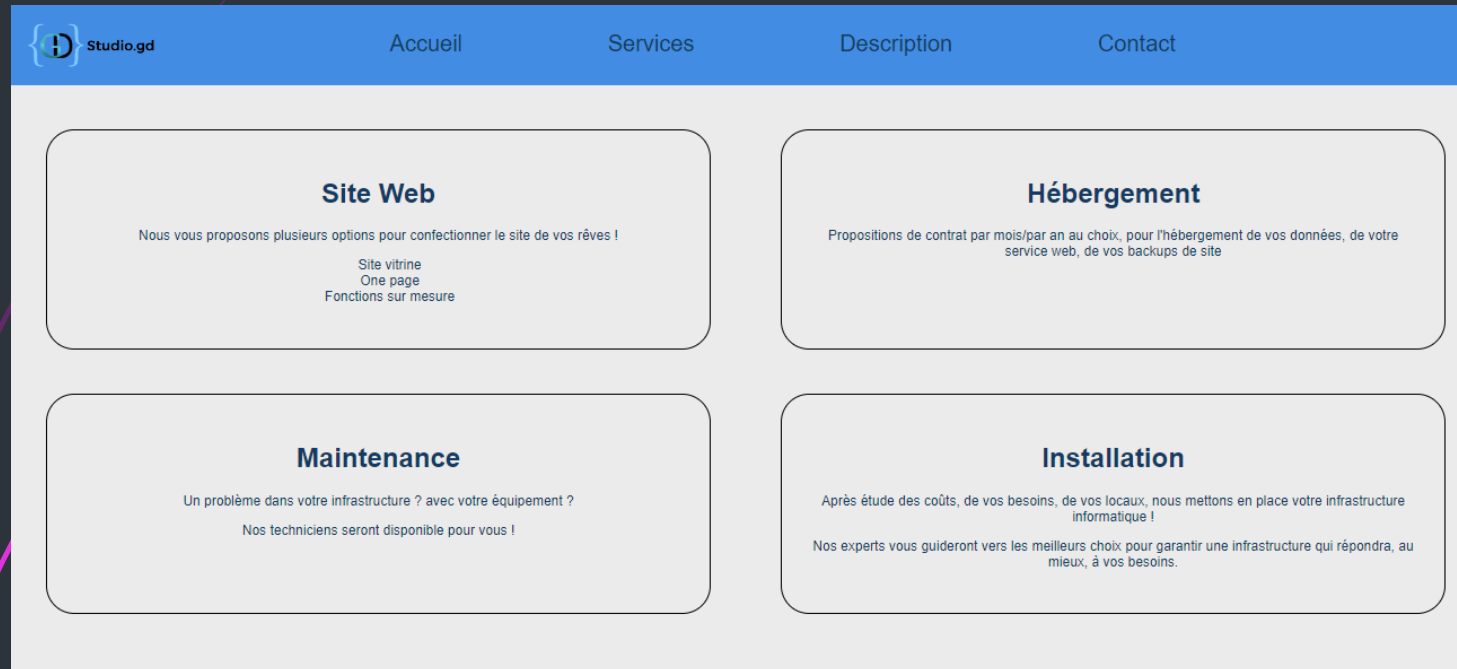 Studio.gd
Accueil
Services
Description
Contact
Site Web
Nous vous proposons plusieurs options pour confectionner le site de vos rêves !
Site vitrine
One page
Fonctions sur mesure
Hébergement
Propositions de contrat par mois/par an au choix, pour l'hébergement de vos données, de votre
service web, de vos backups de site
Maintenance
Un problème dans votre infrastructure ? avec votre équipement ?
Nos techniciens seront disponible pour vous !
Installation
Après étude des coûts, de vos besoins, de vos locaux, nous mettons en place votre infrastructure
informatique !
Nos experts vous guideront vers les meilleurs choix pour garantir une infrastructure qui répondra, au
mieux, à vos besoins.